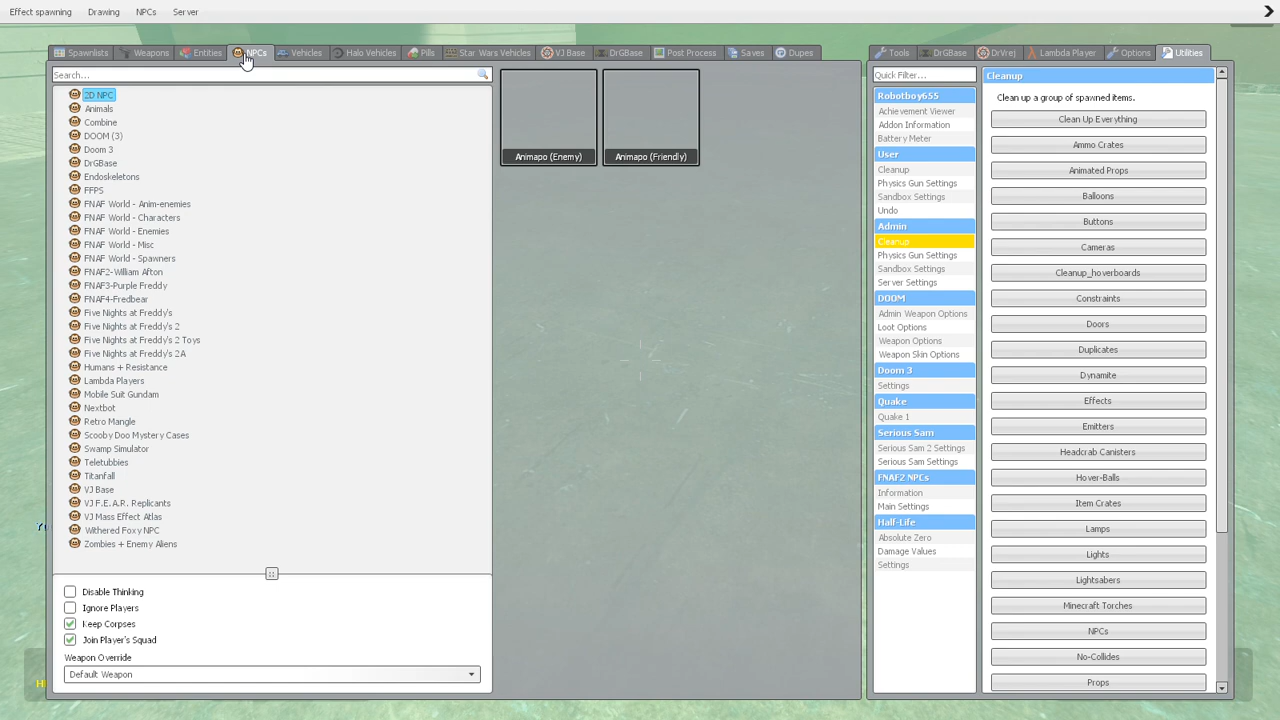 Effect spawning Drawing NPCs Server
Spawnlists Weapons Entities NPCs Vehicles Halo Vehicles Pills Star Wars Vehicles VJ Base DrGBase Post Process Saves Dupes
Search...
2D NPC
Animals
Combine
DOOM (3)
Doom 3
DrGBase
Endoskeletons
FFPS
FNAF World - Anim-enemies
FNAF World - Characters
FNAF World - Enemies
FNAF World - Misc
FNAF World - Spawners
FNAF2-William Afton
FNAF3-Purple Freddy
FNAF4-Fredbear
Five Nights at Freddy's
Five Nights at Freddy's 2
Five Nights at Freddy's 2 Toys
Five Nights at Freddy's 2A
Humans + Resistance
Lambda Players
Mobile Suit Gundam
Nextbot
Retro Mangle
Scooby Doo Mystery Cases
Swamp Simulator
Teletubbies
Titanfall
VJ Base
VJ F.E.A.R. Replicants
VJ Mass Effect Atlas
Withered Foxy NPC
Zombies + Enemy Aliens
Disable Thinking
Ignore Players
Keep Corpses
Join Player's Squad
Weapon Override
Default Weapon
Animapo (Enemy) Animapo (Friendly)
Tools DrGBase DrVrej Lambda Player Options Utilities
Quick Filter...
Robotboy655
Achievement Viewer
Addon Information
Battery Meter
User
Cleanup
Physics Gun Settings
Sandbox Settings
Undo
Admin
Cleanup
Physics Gun Settings
Sandbox Settings
Server Settings
DOOM
Admin Weapon Options
Loot Options
Weapon Options
Weapon Skin Options
Doom 3
Settings
Quake
Quake 1
Serious Sam
Serious Sam 2 Settings
Serious Sam Settings
FNAF2 NPCs
Information
Main Settings
Half-Life
Absolute Zero
Damage Values
Settings
Cleanup
Clean up a group of spawned items.
Clean Up Everything
Ammo Crates
Animated Props
Balloons
Buttons
Cameras
Cleanup_hoverboards
Constraints
Doors
Duplicates
Dynamite
Effects
Emitters
Headcrab Canisters
Hover-Balls
Item Crates
Lamps
Lights
Lightsabers
Minecraft Torches
NPCs
No-Collides
Props